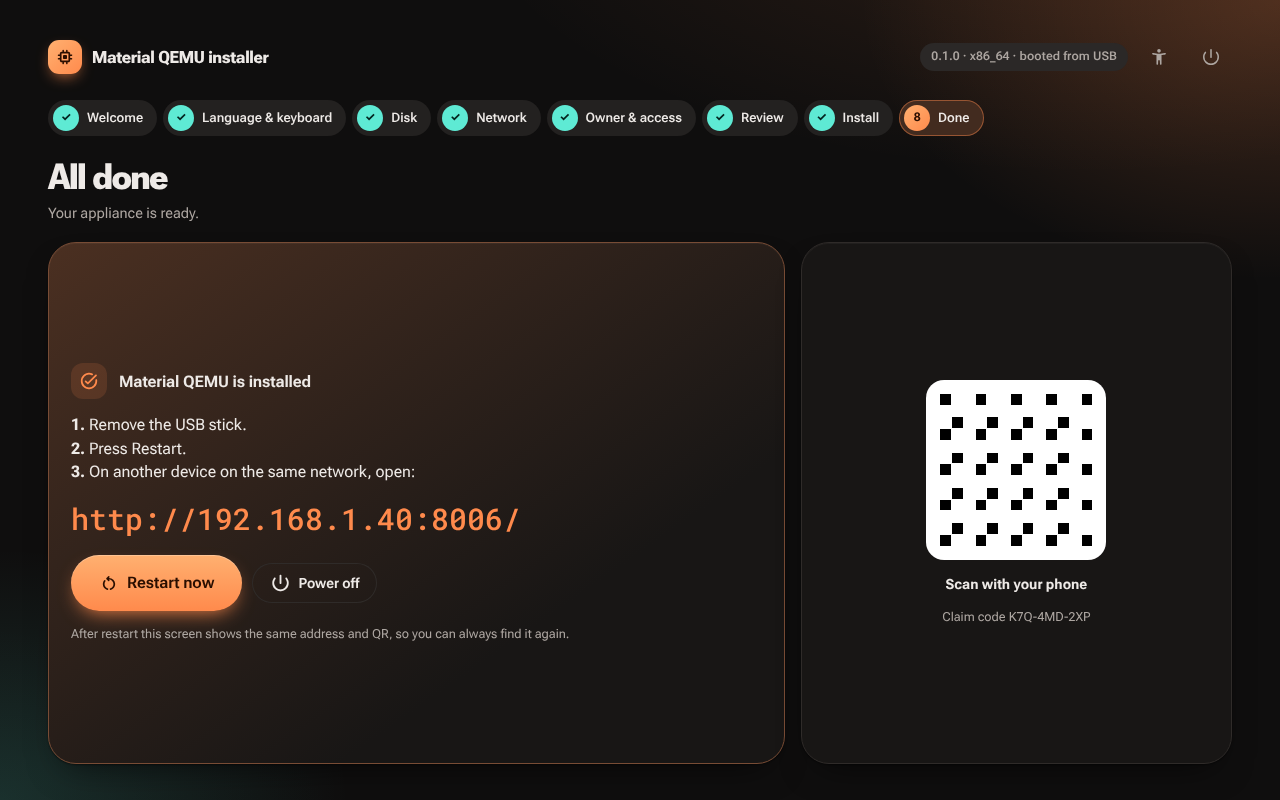 Material QEMU installer
0.1.0 · x86_64 · booted from USB
Welcome
Language & keyboard
Disk
Network
Owner & access
Review
Install
8 Done
All done
Your appliance is ready.
Material QEMU is installed
1. Remove the USB stick.
2. Press Restart.
3. On another device on the same network, open:
http://192.168.1.40:8006/
Restart now
Power off
After restart this screen shows the same address and QR, so you can always find it again.
Scan with your phone
Claim code K7Q-4MD-2XP